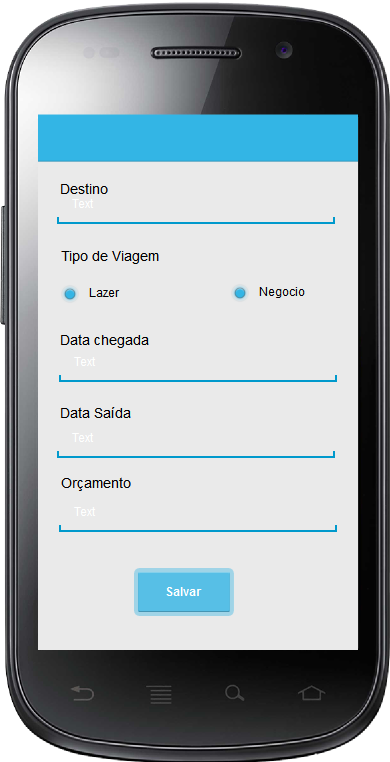 Destino
Text
Tipo de Viagem
Lazer
Negocio
Data chegada
Text
Data Saída
Text
Orçamento
Text
Salvar